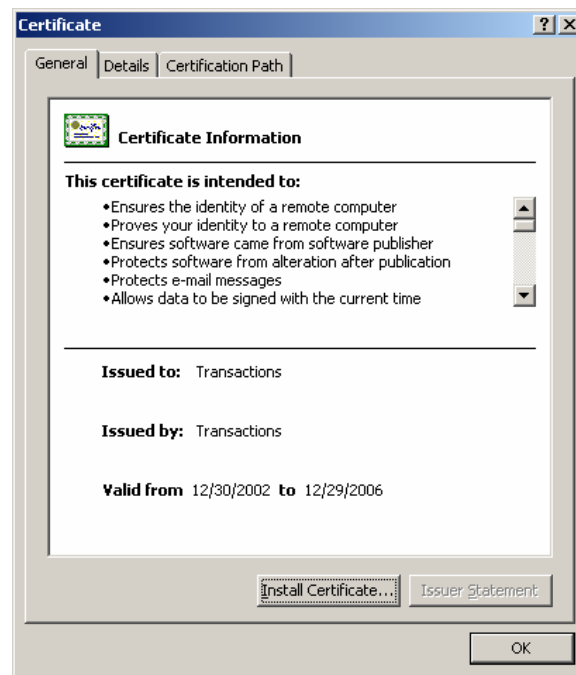 Certificate
General Details Certification Path
Certificate Information
This certificate is intended to:
•Ensures the identity of a remote computer
•Proves your identity to a remote computer
•Ensures software came from software publisher
•Protects software from alteration after publication
•Protects e-mail messages
•Allows data to be signed with the current time
Issued to: Transactions
Issued by: Transactions
Valid from 12/30/2002 to 12/29/2006
Install Certificate... Issuer Statement
OK